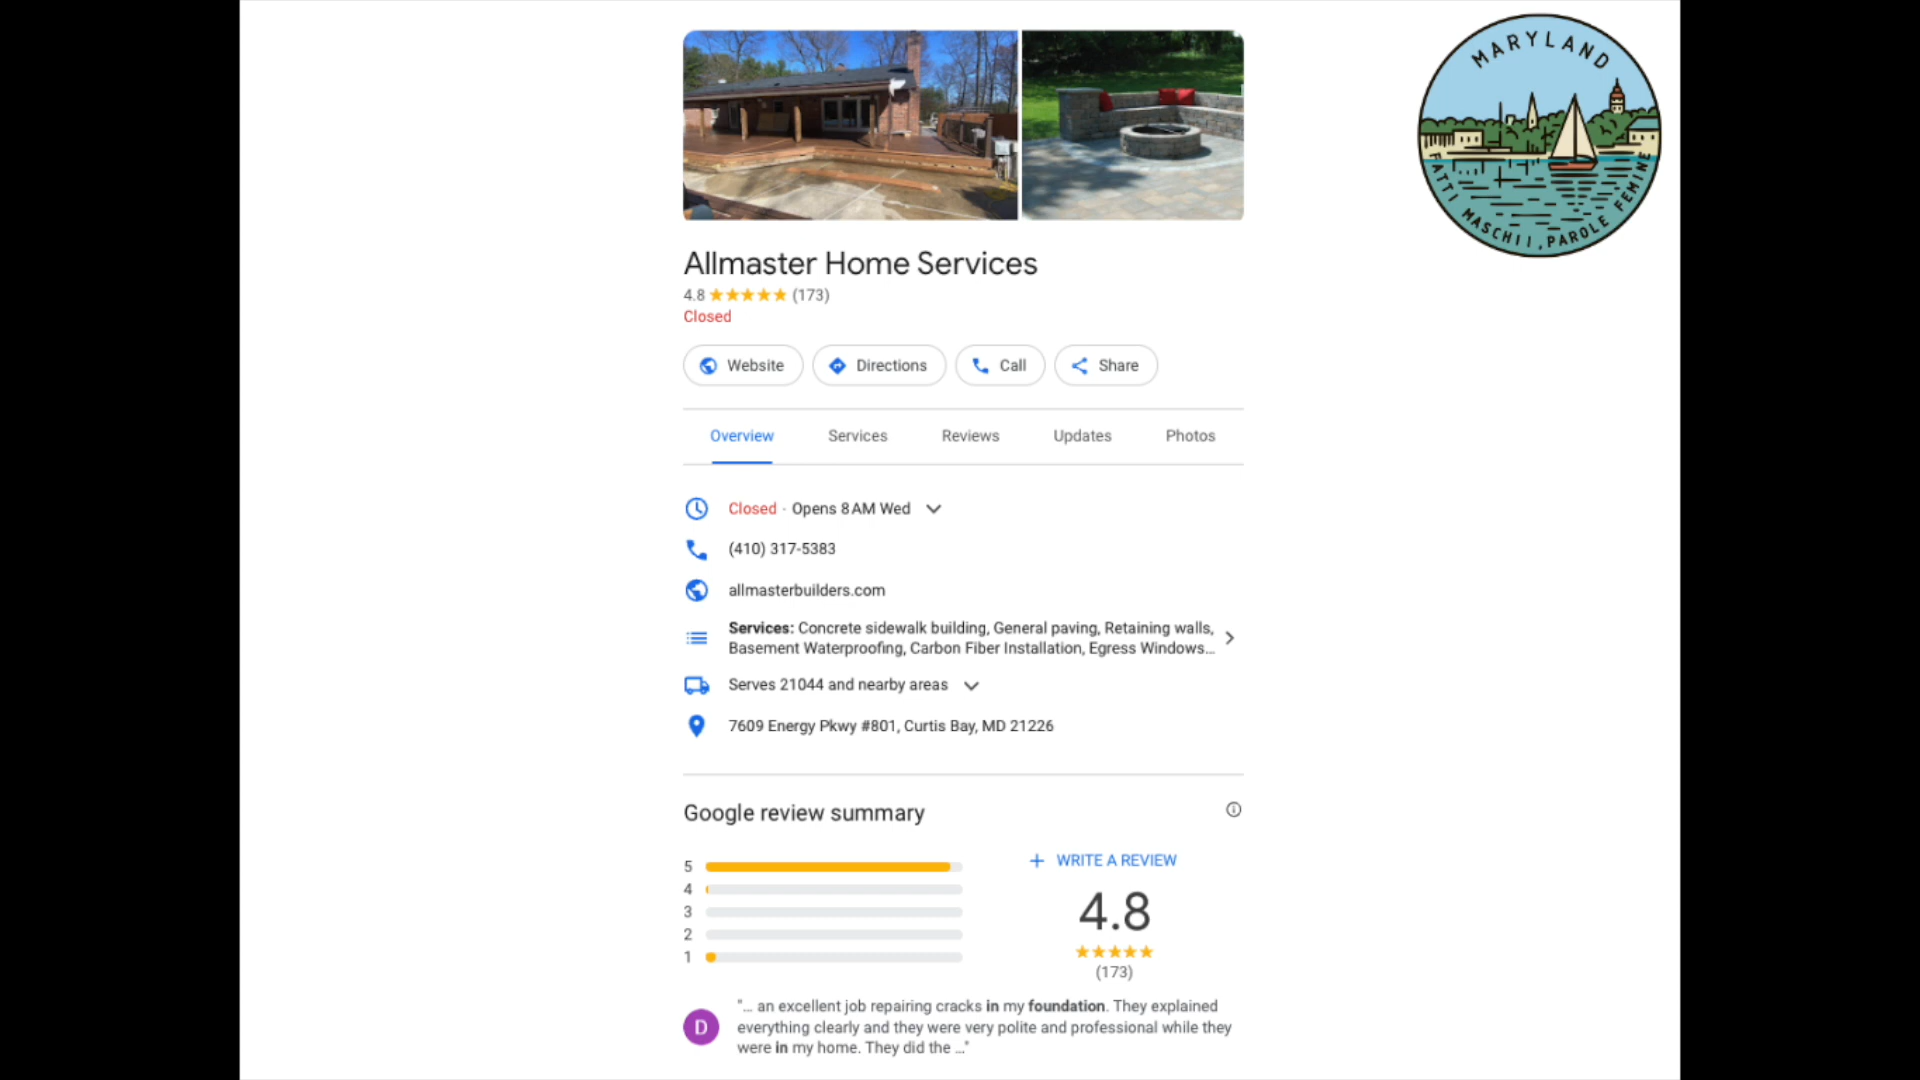 MARYLAND
FATTI MASCHII, PAROLE FEMINE
Allmaster Home Services
4.8 (173)
Closed
Website Directions Call Share
Overview Services Reviews Updates Photos
Closed · Opens 8 AM Wed
(410) 317-5383
allmasterbuilders.com
Services: Concrete sidewalk building, General paving, Retaining walls,
Basement Waterproofing, Carbon Fiber Installation, Egress Windows...
Serves 21044 and nearby areas
7609 Energy Pkwy #801, Curtis Bay, MD 21226
Google review summary
WRITE A REVIEW
5
4
3
2
1
4.8
(173)
D
"... an excellent job repairing cracks in my foundation. They explained
everything clearly and they were very polite and professional while they
were in my home. They did the ..."